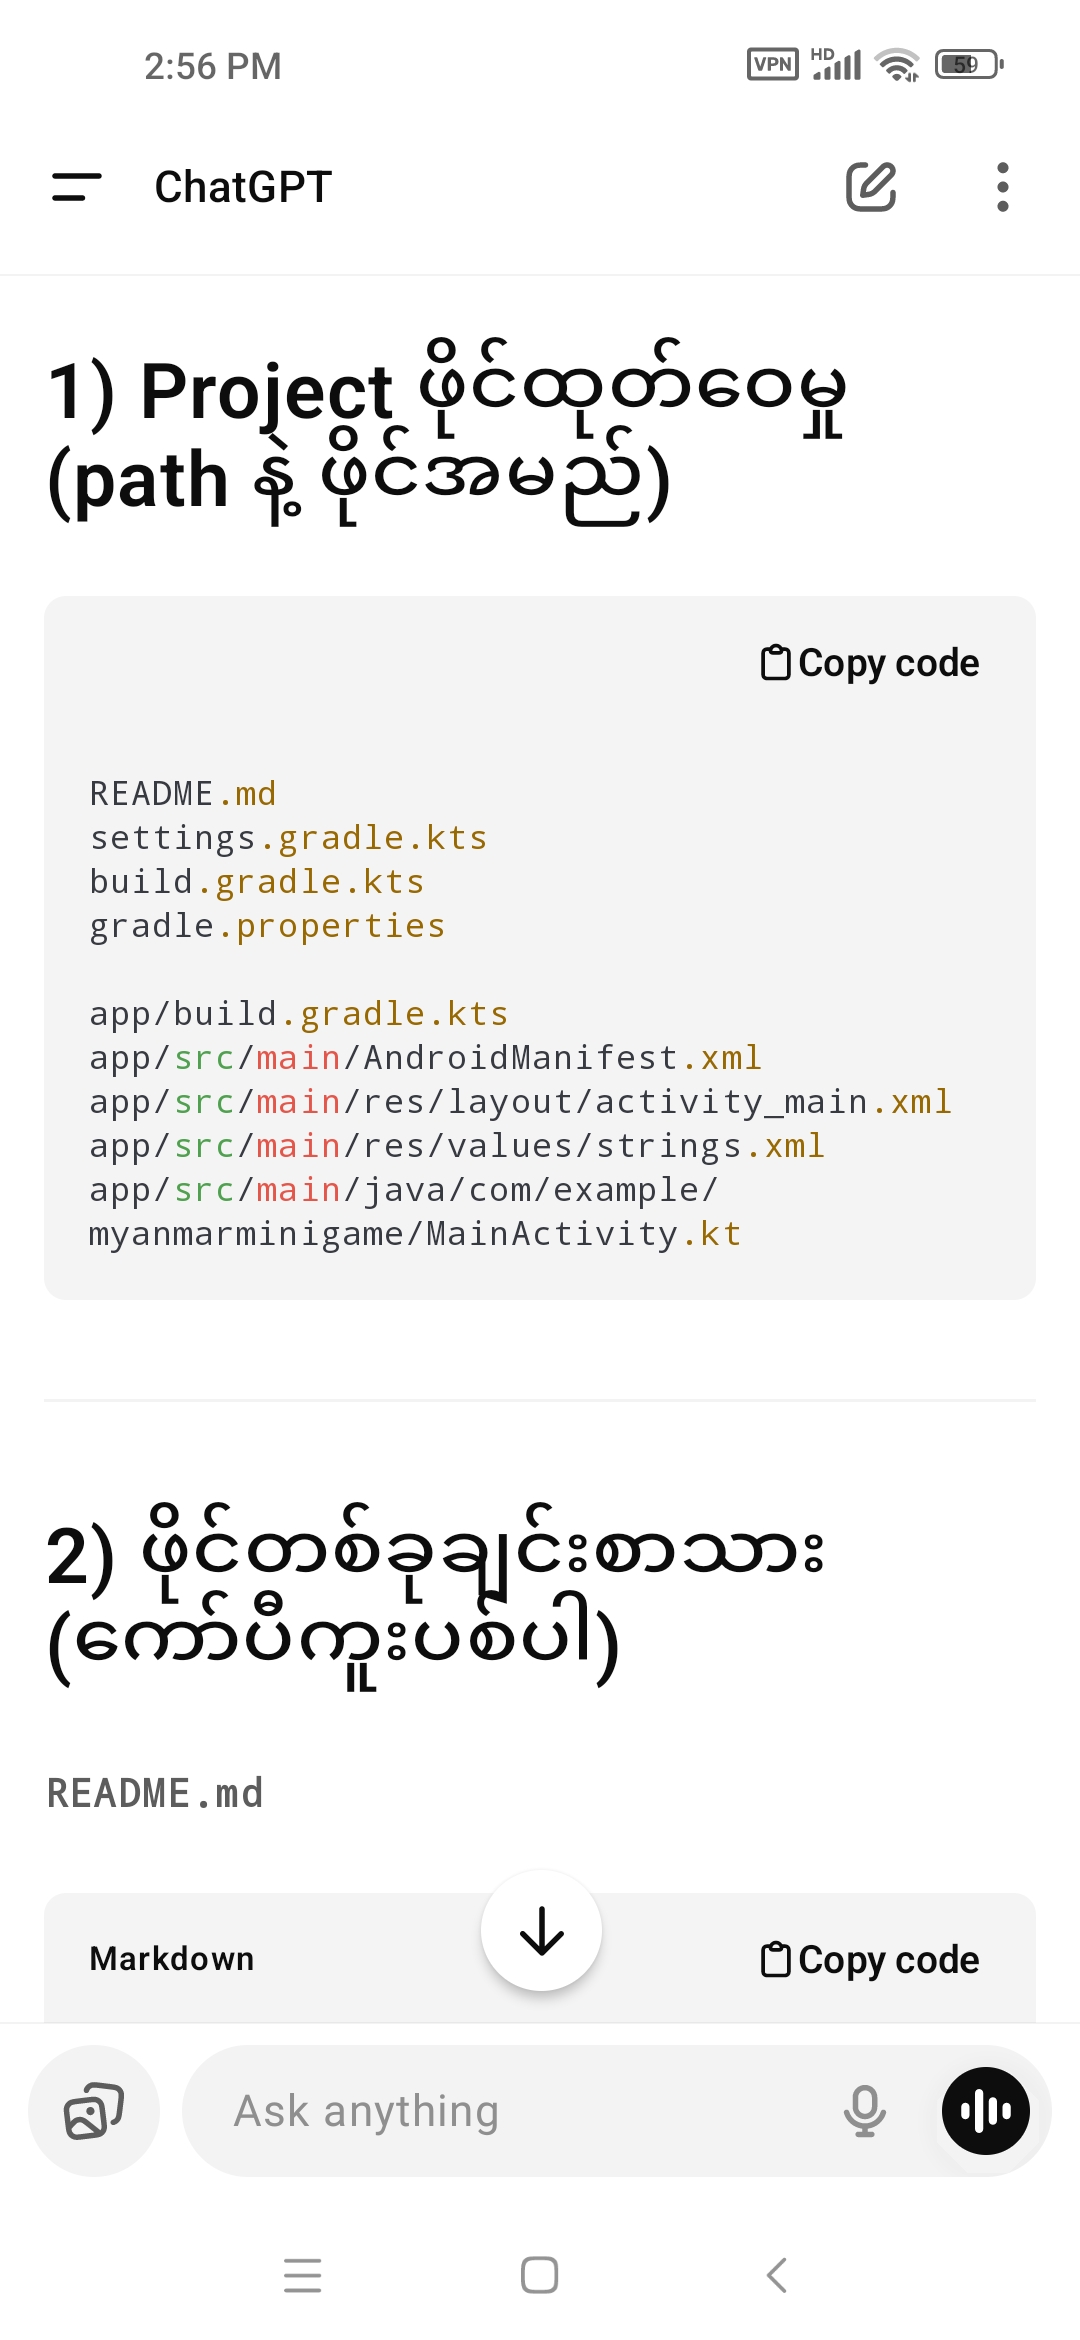 2:56 PM
VPN HD 59
ChatGPT
1) Project ဖိုင်ထုတ်ဝေမှု
(path နဲ့ ဖိုင်အမည်)
Copy code
README.md
settings.gradle.kts
build.gradle.kts
gradle.properties
app/build.gradle.kts
app/src/main/AndroidManifest.xml
app/src/main/res/layout/activity_main.xml
app/src/main/res/values/strings.xml
app/src/main/java/com/example/
myanmarminigame/MainActivity.kt
2) ဖိုင်တစ်ခုချင်းစာသား
(ကော်ပီကူးပစ်ပါ)
README.md
Markdown
Copy code
Ask anything